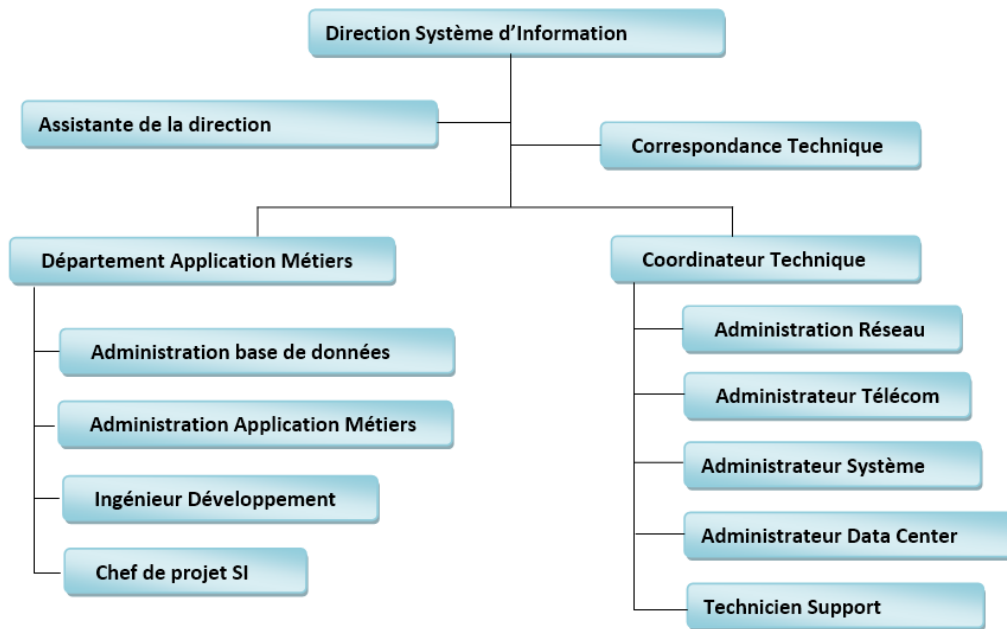 Direction Système d'Information
Assistante de la direction
Correspondance Technique
Département Application Métiers
Administration base de données
Administration Application Métiers
Ingénieur Développement
Chef de projet SI
Coordinateur Technique
Administration Réseau
Administrateur Télécom
Administrateur Système
Administrateur Data Center
Technicien Support